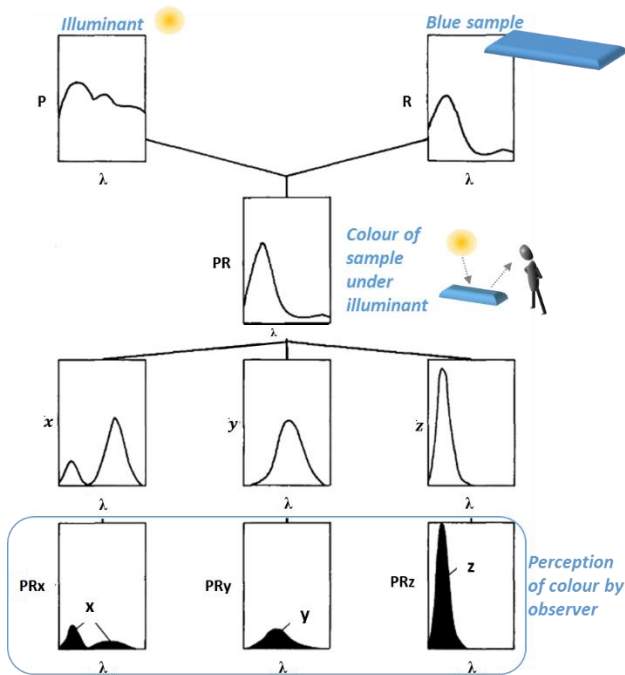 Illuminant
Blue sample
P
R
λ
λ
PR
Colour of
sample
under
illuminant
λ
x
y
z
λ
λ
λ
PRx
x
PRy
y
PRz
z
Perception
of colour by
observer
λ
λ
λ